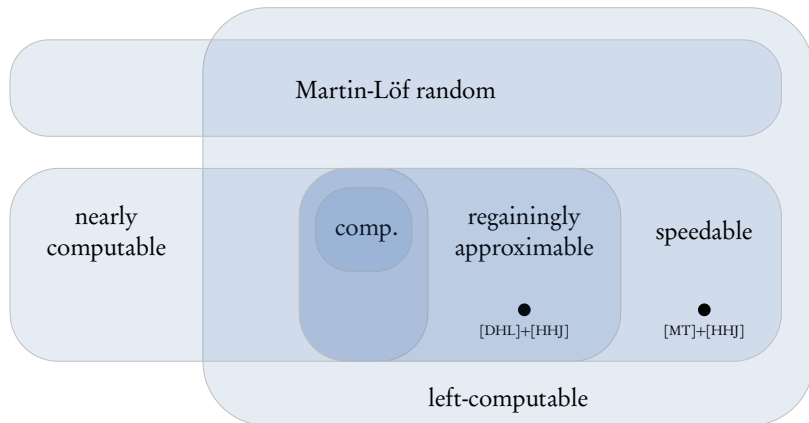 Martin-Löf random
nearly
computable
comp.
regainingly
approximable
speedable
[DHL]+[HHJ]
[MT]+[HHJ]
left-computable